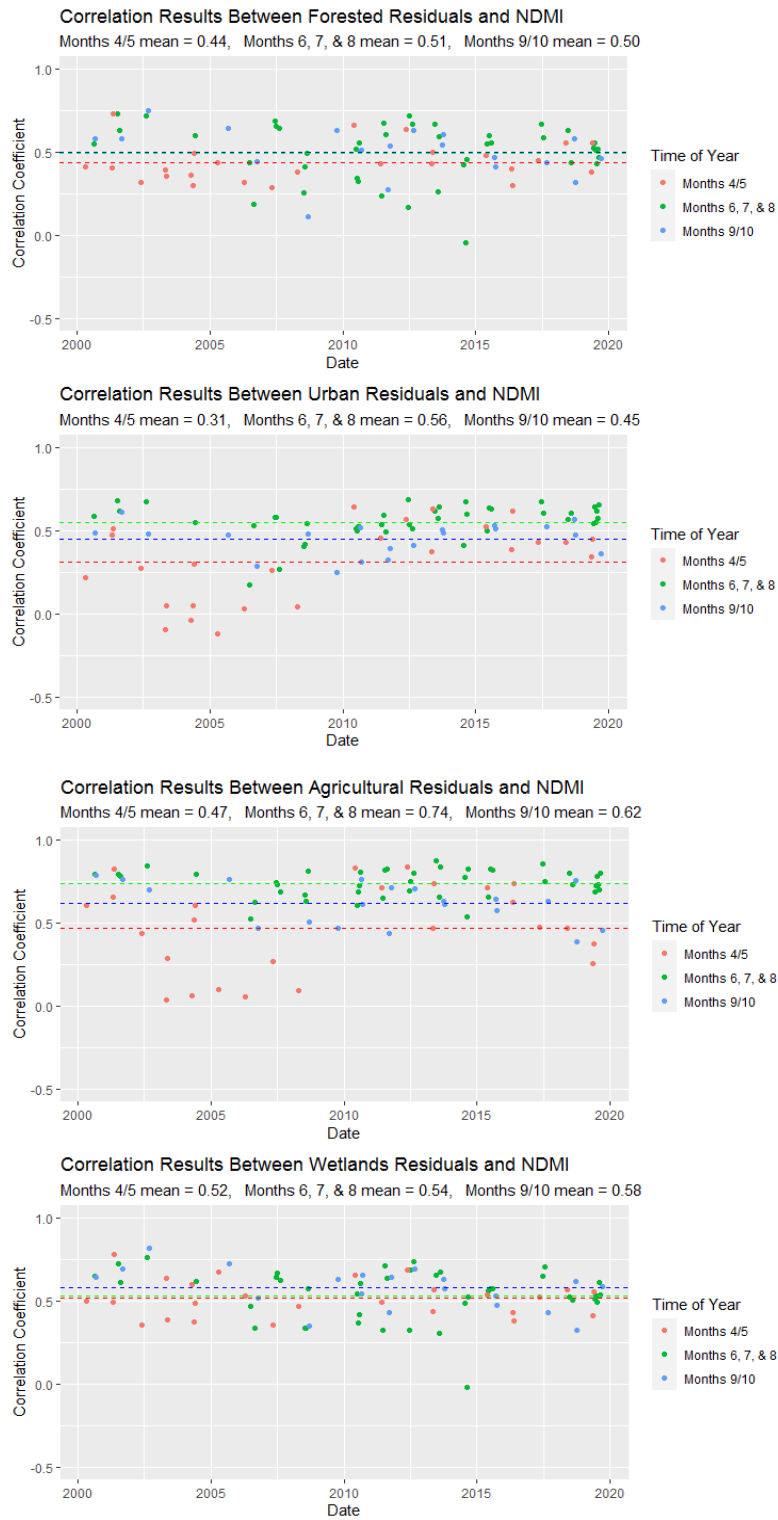 Correlation Results Between Forested Residuals and NDMI
Months 4/5 mean = 0.44,   Months 6, 7, & 8 mean = 0.51,   Months 9/10 mean = 0.50
1.0
0.5
0.0
-0.5
Correlation Coefficient
2000 2005 2010 2015 2020
Date
Time of Year
Months 4/5
Months 6, 7, & 8
Months 9/10
Correlation Results Between Urban Residuals and NDMI
Months 4/5 mean = 0.31,   Months 6, 7, & 8 mean = 0.56,   Months 9/10 mean = 0.45
1.0
0.5
0.0
-0.5
Correlation Coefficient
2000 2005 2010 2015 2020
Date
Time of Year
Months 4/5
Months 6, 7, & 8
Months 9/10
Correlation Results Between Agricultural Residuals and NDMI
Months 4/5 mean = 0.47,   Months 6, 7, & 8 mean = 0.74,   Months 9/10 mean = 0.62
1.0
0.5
0.0
-0.5
Correlation Coefficient
2000 2005 2010 2015 2020
Date
Time of Year
Months 4/5
Months 6, 7, & 8
Months 9/10
Correlation Results Between Wetlands Residuals and NDMI
Months 4/5 mean = 0.52,   Months 6, 7, & 8 mean = 0.54,   Months 9/10 mean = 0.58
1.0
0.5
0.0
-0.5
Correlation Coefficient
2000 2005 2010 2015 2020
Date
Time of Year
Months 4/5
Months 6, 7, & 8
Months 9/10